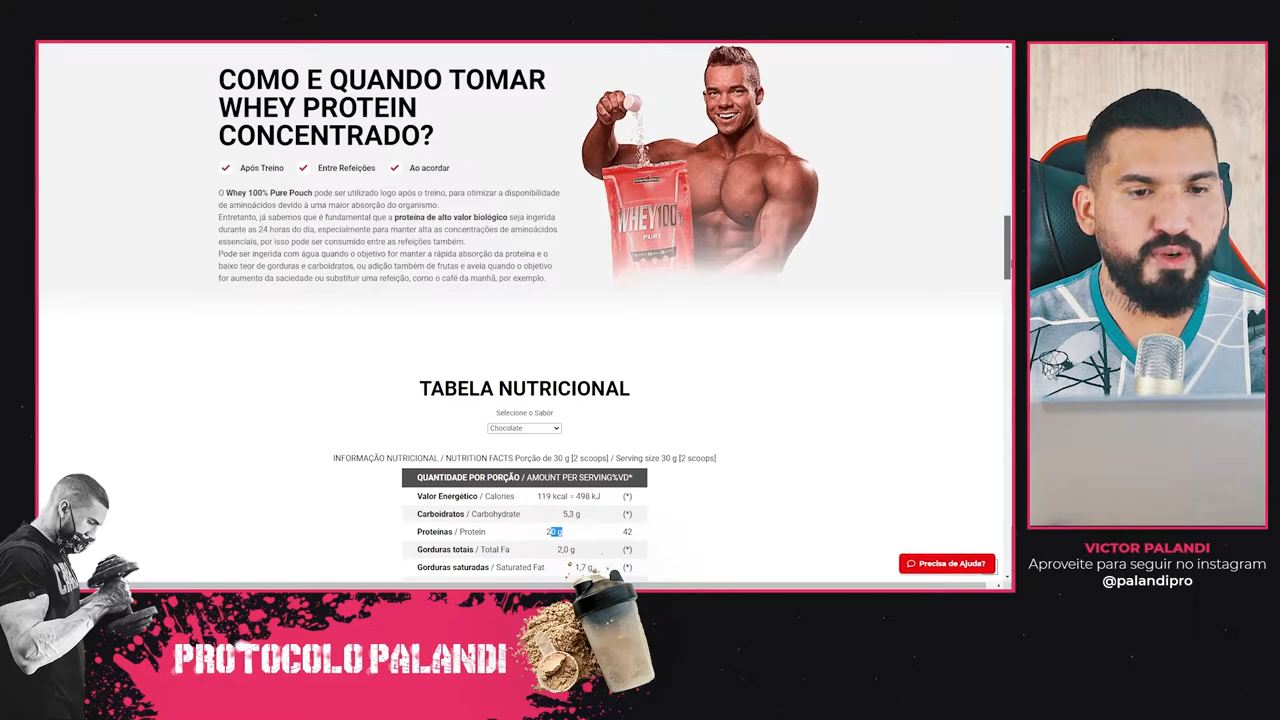 COMO E QUANDO TOMAR
WHEY PROTEIN
CONCENTRADO?
Após Treino Entre Refeições Ao acordar
O Whey 100% Pure Pouch pode ser utilizado logo após o treino, para otimizar a disponibilidade
de aminoácidos devido à uma maior absorção do organismo.
Entretanto, já sabemos que é fundamental que a proteína de alto valor biológico seja ingerida
durante as 24 horas do dia, especialmente para manter alta as concentrações de aminoácidos
essenciais, por isso pode ser consumido entre as refeições também.
Pode ser ingerida com água quando o objetivo for manter a rápida absorção da proteína e o
baixo teor de gorduras e carboidratos, ou adição também de frutas e aveia quando o objetivo
for aumento da saciedade ou substituir uma refeição, como o café da manhã, por exemplo.
WHEY100%
PURE
TABELA NUTRICIONAL
Selecione o Sabor
Chocolate
INFORMAÇÃO NUTRICIONAL / NUTRITION FACTS Porção de 30 g [2 scoops] / Serving size 30 g [2 scoops]
QUANTIDADE POR PORÇÃO / AMOUNT PER SERVING%VD*
Valor Energético / Calories 119 kcal = 498 kJ (*)
Carboidratos / Carbohydrate 5,3 g (*)
Proteínas / Protein 20 g 42
Gorduras totais / Total Fa 2,0 g (*)
Gorduras saturadas / Saturated Fat 1,7 g (*)
Precisa de Ajuda?
VICTOR PALANDI
Aproveite para seguir no instagram
@palandipro
PROTOCOLO PALANDI